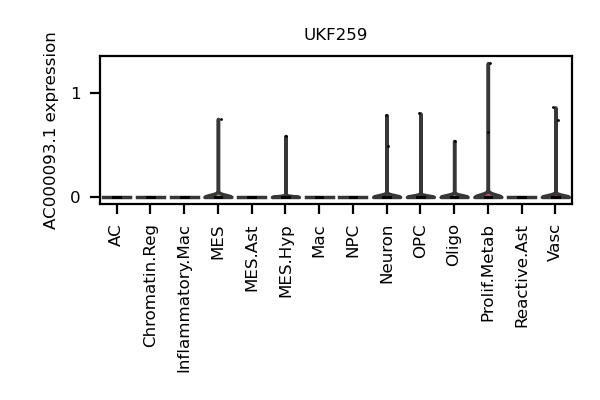 UKF259
AC000093.1 expression
1
0
AC
Chromatin.Reg
Inflammatory.Mac
MES
MES.Ast
MES.Hyp
Mac
NPC
Neuron
OPC
Oligo
Prolif.Metab
Reactive.Ast
Vasc